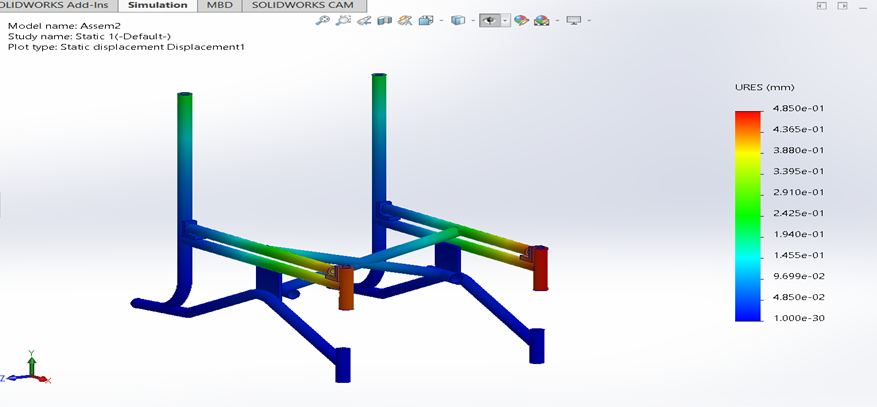 OLIDWORKS Add-Ins Simulation MBD SOLIDWORKS CAM
Model name: Assem2
Study name: Static 1(-Default-)
Plot type: Static displacement Displacement1
URES (mm)
4.850e-01
4.365e-01
3.880e-01
3.395e-01
2.910e-01
2.425e-01
1.940e-01
1.455e-01
9.699e-02
4.850e-02
1.000e-30
Y
Z
X